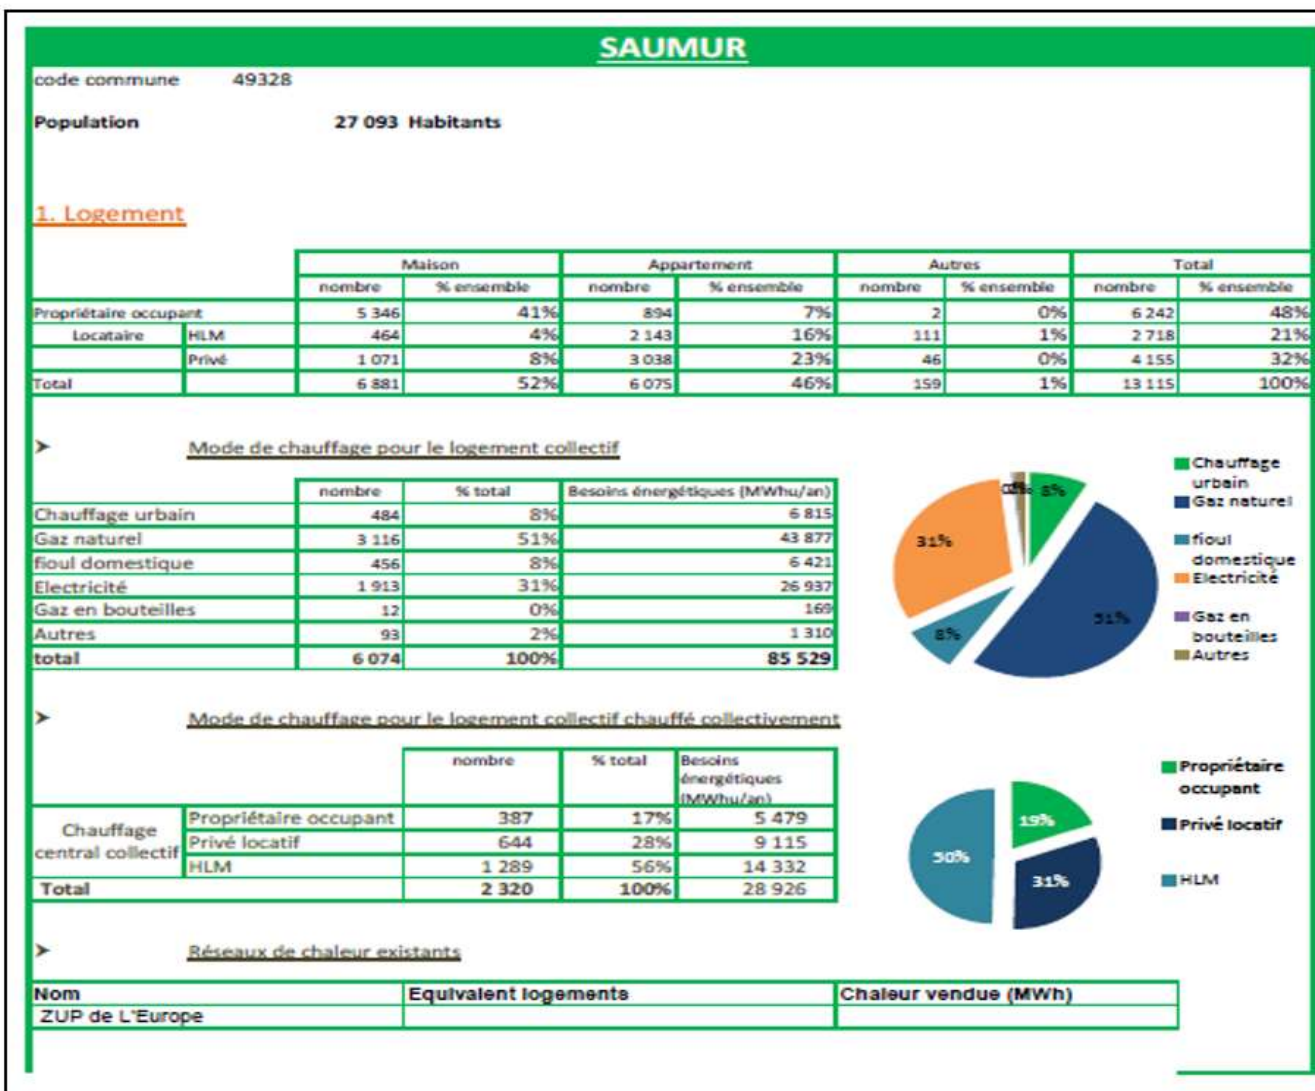 SAUMUR
code commune 49328
Population 27 093 Habitants
1. Logement
Maison Appartement Autres Total
nombre % ensemble nombre % ensemble nombre % ensemble nombre % ensemble
Propriétaire occupant 5 346 41% 894 7% 2 0% 6 242 48%
Locataire HLM 464 4% 2 143 16% 111 1% 2 718 21%
Privé 1 071 8% 3 038 23% 46 0% 4 155 32%
Total 6 881 52% 6 075 46% 159 1% 13 115 100%
➤ Mode de chauffage pour le logement collectif
nombre % total Besoins énergétiques (MWhu/an)
Chauffage urbain 484 8% 6 815
Gaz naturel 3 116 51% 43 877
fioul domestique 456 8% 6 421
Electricité 1 913 31% 26 937
Gaz en bouteilles 12 0% 169
Autres 93 2% 1 310
total 6 074 100% 85 529
8%
31%
51%
8%
Chauffage
urbain
Gaz naturel
fioul
domestique
Electricité
Gaz en
bouteilles
Autres
➤ Mode de chauffage pour le logement collectif chauffé collectivement
nombre % total Besoins
énergétiques
(MWhu/an)
Chauffage
central collectif
Propriétaire occupant 387 17% 5 479
Privé locatif 644 28% 9 115
HLM 1 289 56% 14 332
Total 2 320 100% 28 926
19%
50%
31%
Propriétaire
occupant
Privé locatif
HLM
➤ Réseaux de chaleur existants
Nom Equivalent logements Chaleur vendue (MWh)
ZUP de L'Europe